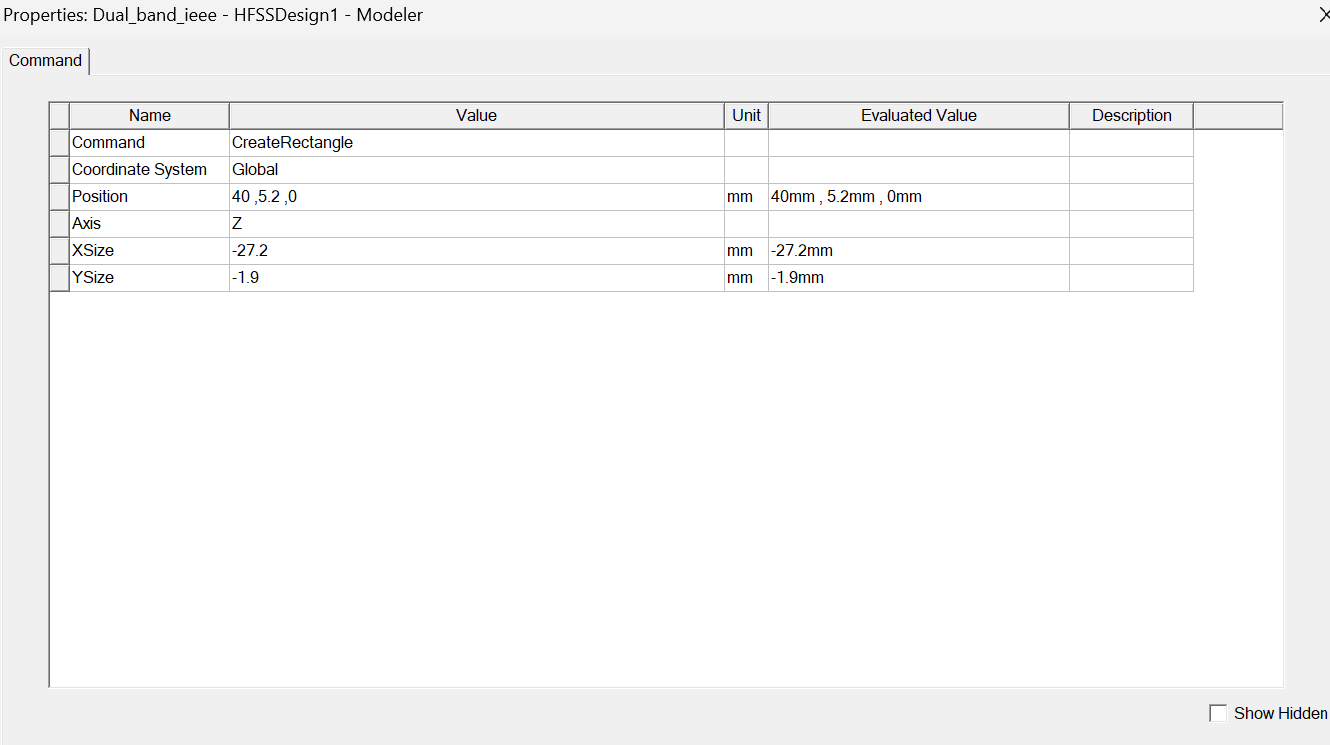 Properties: Dual_band_ieee - HFSSDesign1 - Modeler
Command
Name Value Unit Evaluated Value Description
Command CreateRectangle
Coordinate System Global
Position 40 ,5.2 ,0 mm 40mm , 5.2mm , 0mm
Axis Z
XSize -27.2 mm -27.2mm
YSize -1.9 mm -1.9mm
Show Hidden